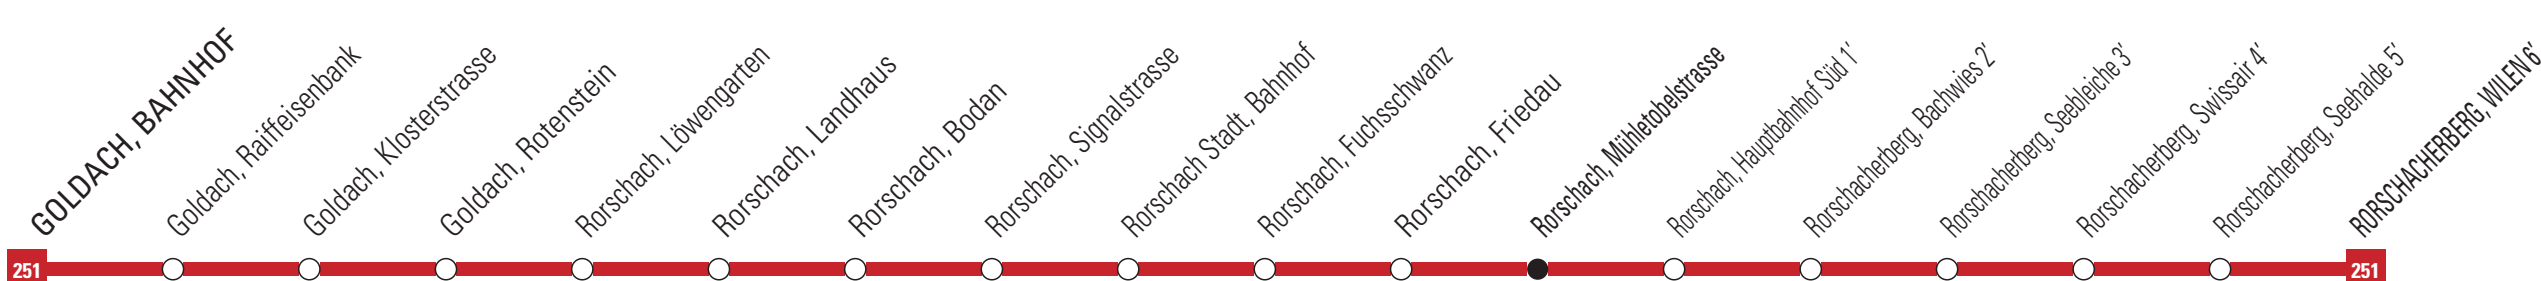 GOLDACH, BAHNHOF
Goldach, Raiffeisenbank
Goldach, Klosterstrasse
Goldach, Rotenstein
Rorschach, Löwengarten
Rorschach, Landhaus
Rorschach, Bodan
Rorschach, Signalstrasse
Rorschach Stadt, Bahnhof
Rorschach, Fuchsschwanz
Rorschach, Friedau
Rorschach, Mühletobelstrasse
Rorschach, Hauptbahnhof Süd 1'
Rorschacherberg, Bachwies 2'
Rorschacherberg, Seebleiche 3'
Rorschacherberg, Swissair 4'
Rorschacherberg, Seehalde 5'
RORSCHACHERBERG, WILEN 6'
251
251